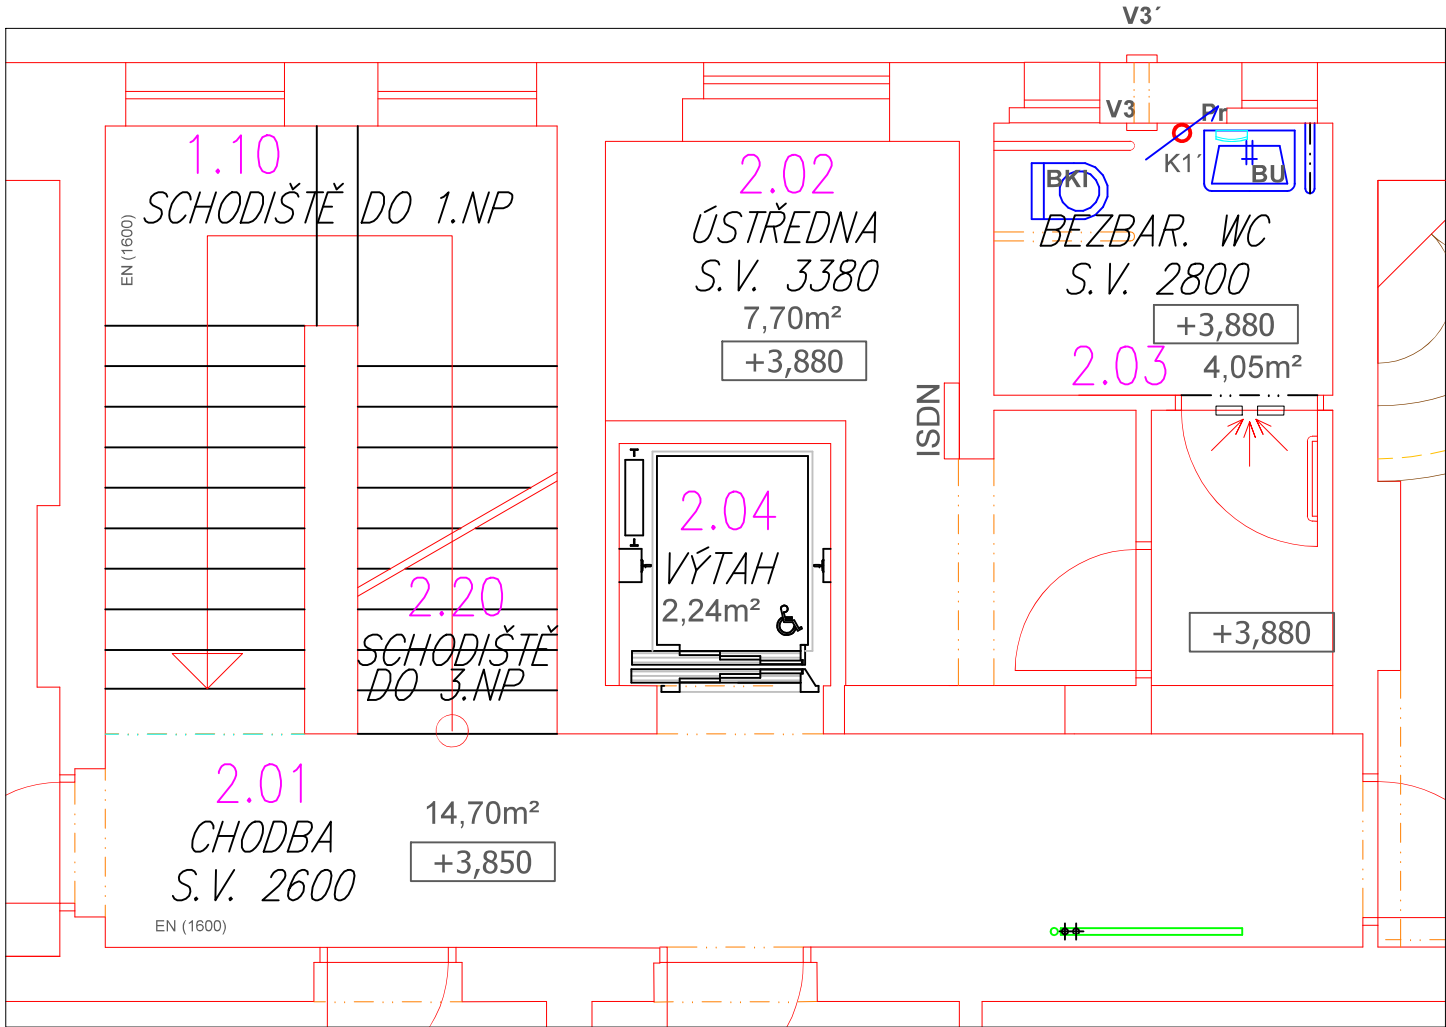 V3´
V3
Pr
K1´
BU
BKI
1.10
SCHODIŠTĚ DO 1.NP
EN (1600)
2.02
ÚSTŘEDNA
S.V. 3380
7,70m²
+3,880
BEZBAR. WC
S.V. 2800
+3,880
2.03
4,05m²
ISDN
2.04
VÝTAH
2,24m²
2.20
SCHODIŠTĚ
DO 3.NP
+3,880
2.01
CHODBA
S.V. 2600
14,70m²
+3,850
EN (1600)